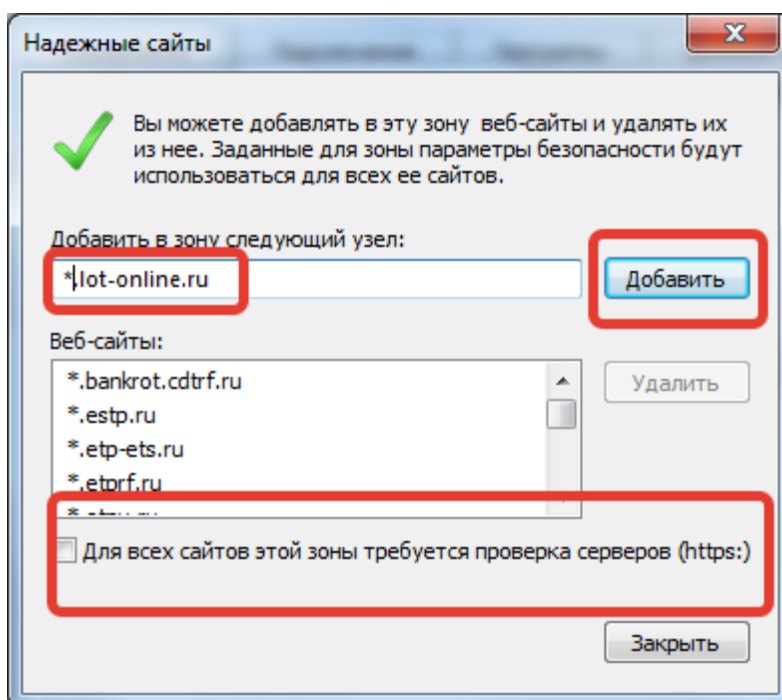 Надежные сайты
Вы можете добавлять в эту зону веб-сайты и удалять их
из нее. Заданные для зоны параметры безопасности будут
использоваться для всех ее сайтов.
Добавить в зону следующий узел:
*.lot-online.ru
Добавить
Веб-сайты:
*.bankrot.cdtrf.ru
Удалить
*.estp.ru
*.etp-ets.ru
*.etprf.ru
Для всех сайтов этой зоны требуется проверка серверов (https:)
Закрыть